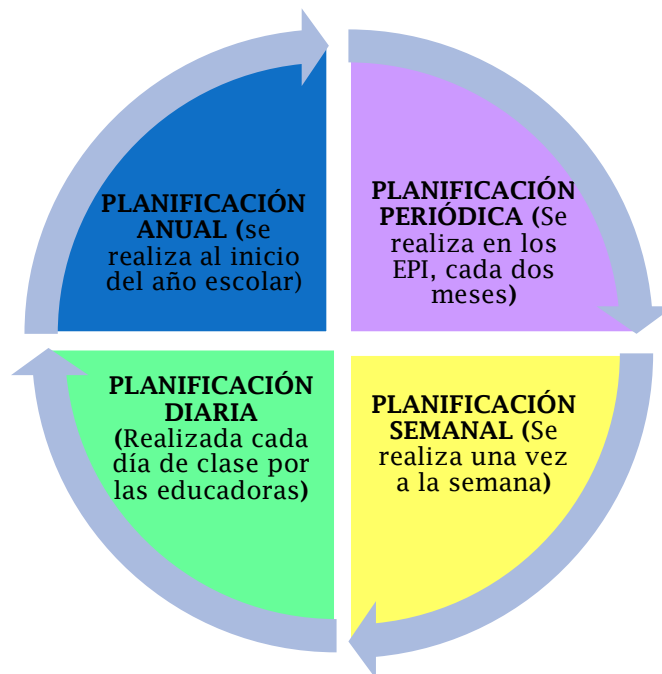 PLANIFICACIÓN
ANUAL (se
realiza al inicio
del año escolar)
PLANIFICACIÓN
PERIÓDICA (Se
realiza en los
EPI, cada dos
meses)
PLANIFICACIÓN
SEMANAL (Se
realiza una vez
a la semana)
PLANIFICACIÓN
DIARIA
(Realizada cada
día de clase por
las educadoras)